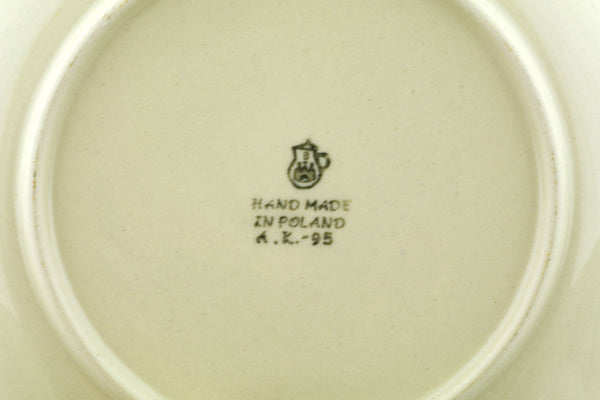 B
HAND MADE
IN POLAND
A.K.-95